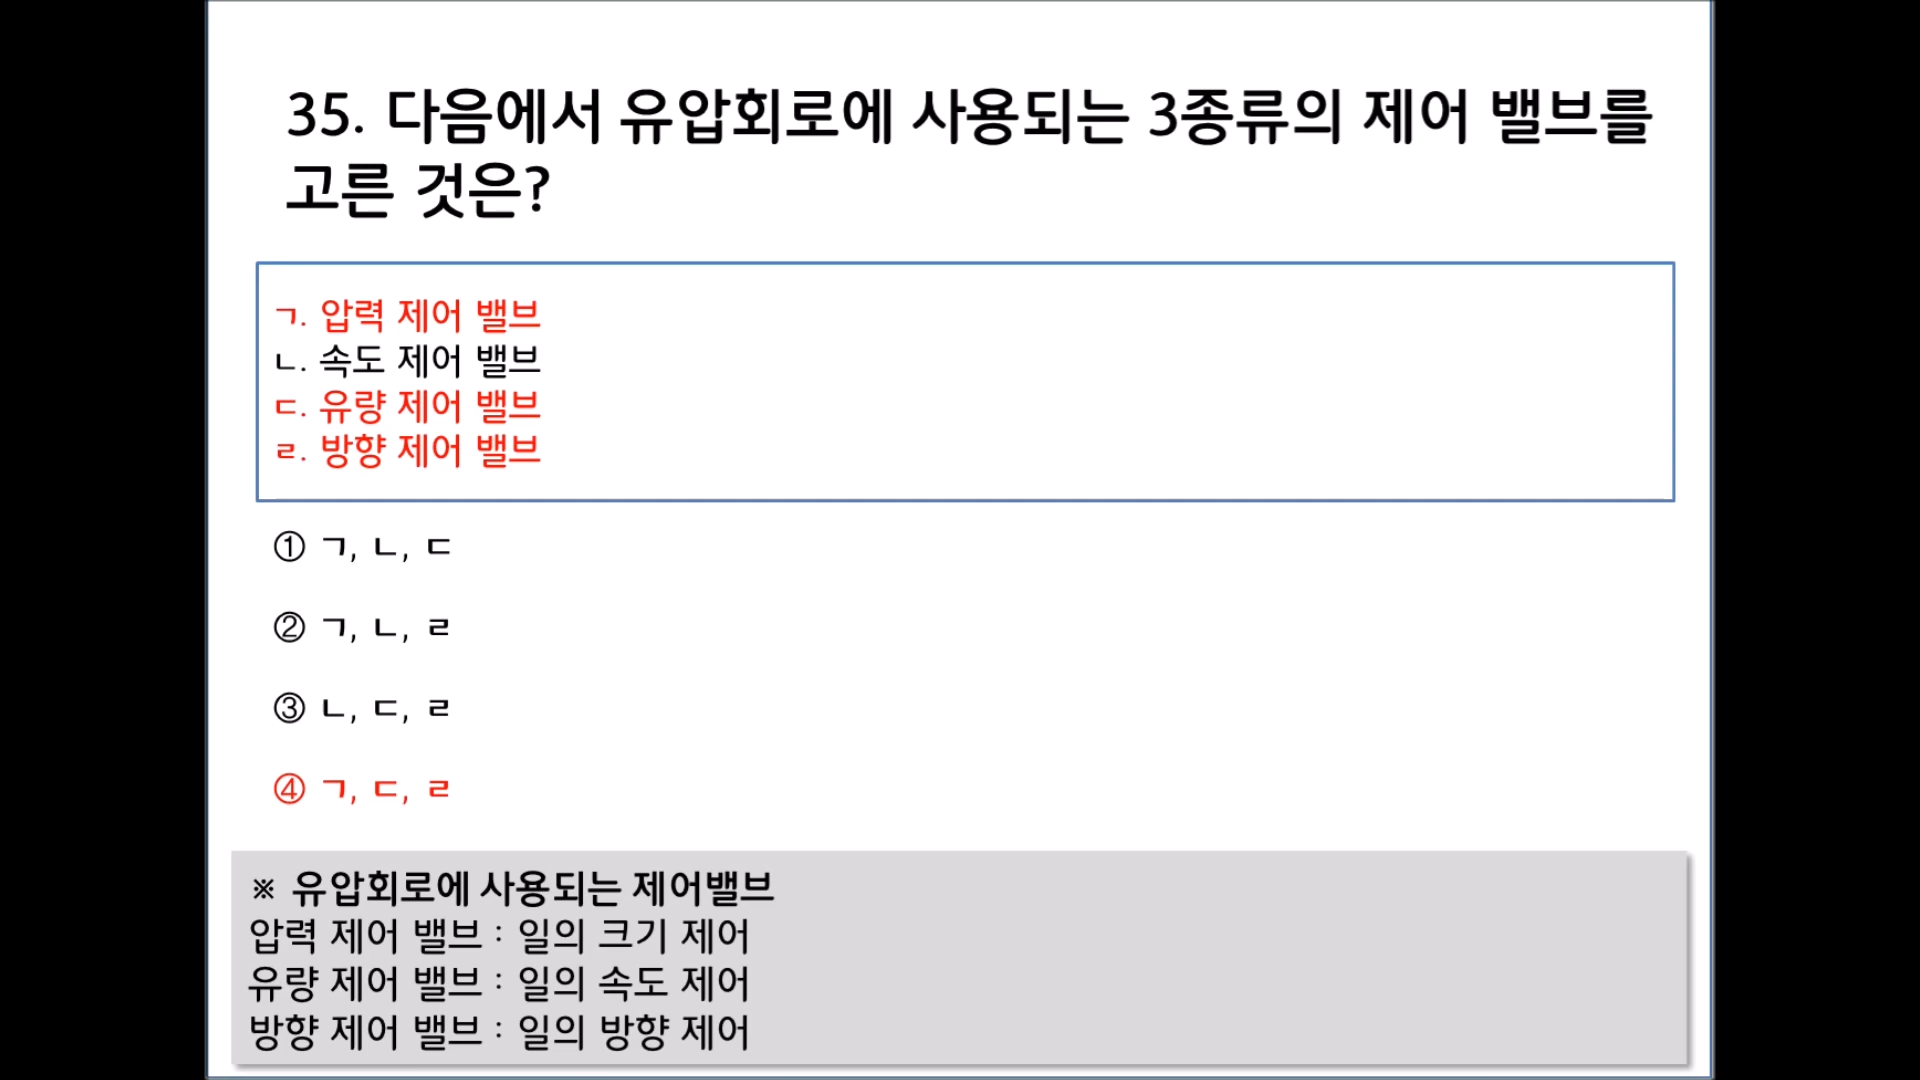 35. 다음에서 유압회로에 사용되는 3종류의 제어 밸브를
고른 것은?
ㄱ. 압력 제어 밸브
ㄴ. 속도 제어 밸브
ㄷ. 유량 제어 밸브
ㄹ. 방향 제어 밸브
① ㄱ, ㄴ, ㄷ
② ㄱ, ㄴ, ㄹ
③ ㄴ, ㄷ, ㄹ
④ ㄱ, ㄷ, ㄹ
※ 유압회로에 사용되는 제어밸브
압력 제어 밸브 : 일의 크기 제어
유량 제어 밸브 : 일의 속도 제어
방향 제어 밸브 : 일의 방향 제어